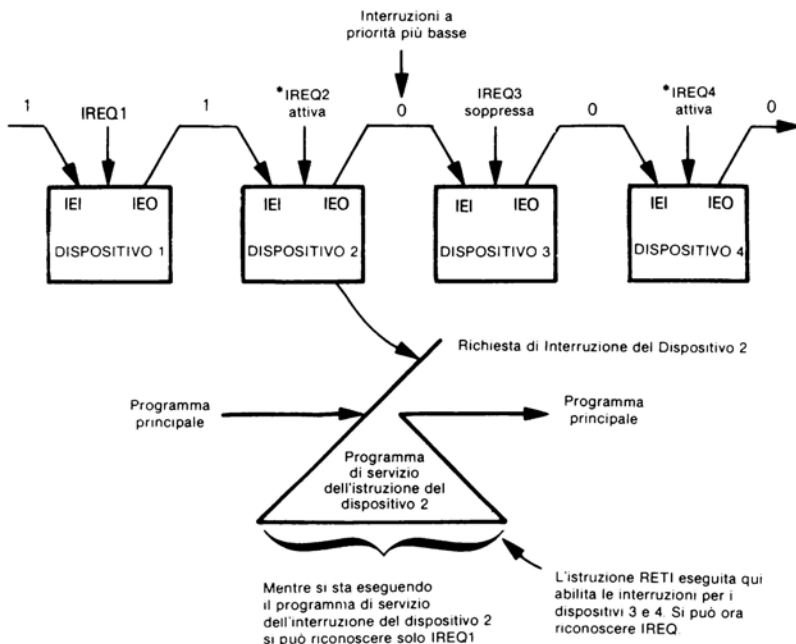 Interruzioni a
priorità più basse
1
IREQ1
1
*IREQ2
attiva
0
IREQ3
soppressa
0
*IREQ4
attiva
0
IEI IEO
DISPOSITIVO 1
IEI IEO
DISPOSITIVO 2
IEI IEO
DISPOSITIVO 3
IEI IEO
DISPOSITIVO 4
Richiesta di Interruzione del Dispositivo 2
Programma
principale
Programma
principale
Programma
di servizio
dell'istruzione del
dispositivo 2
Mentre si sta eseguendo
il programma di servizio
dell'interruzione del dispositivo 2
si può riconoscere solo IREQ1
L'istruzione RETI eseguita qui
abilita le interruzioni per i
dispositivi 3 e 4. Si può ora
riconoscere IREQ.